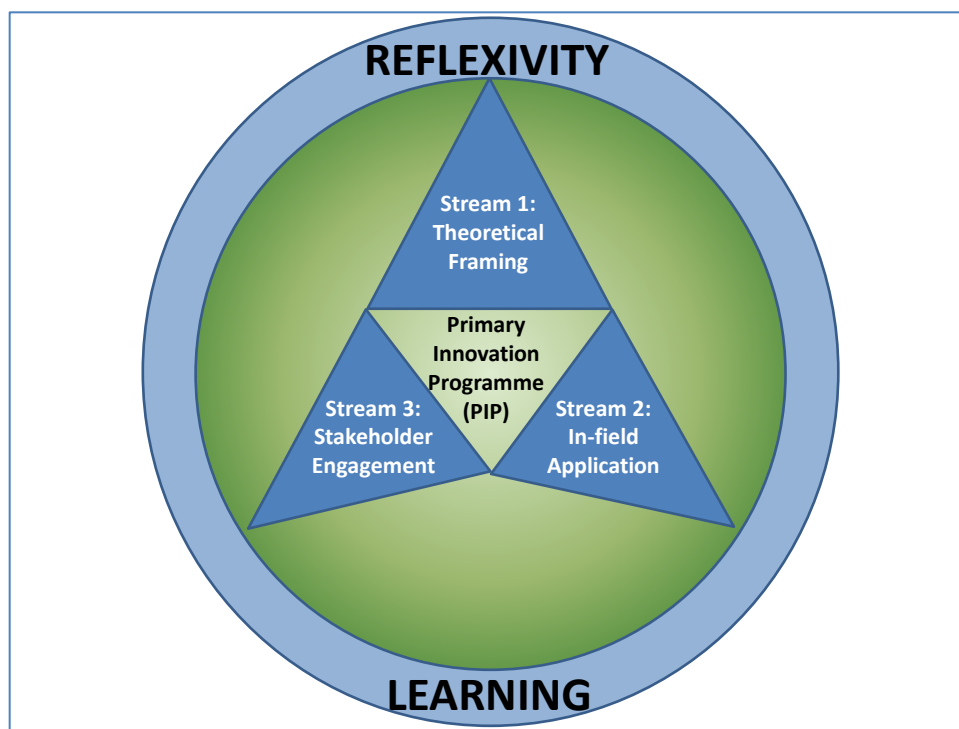 REFLEXIVITY
Stream 1:
Theoretical
Framing
Primary
Innovation
Programme
(PIP)
Stream 3:
Stakeholder
Engagement
Stream 2:
In-field
Application
LEARNING